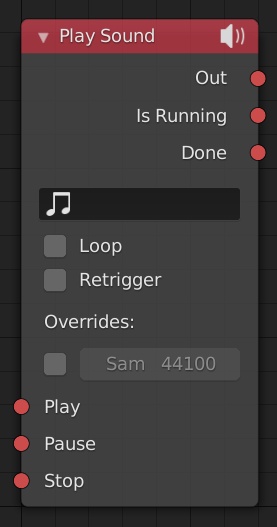 Play Sound
Out
Is Running
Done
Loop
Retrigger
Overrides:
Sam 44100
Play
Pause
Stop